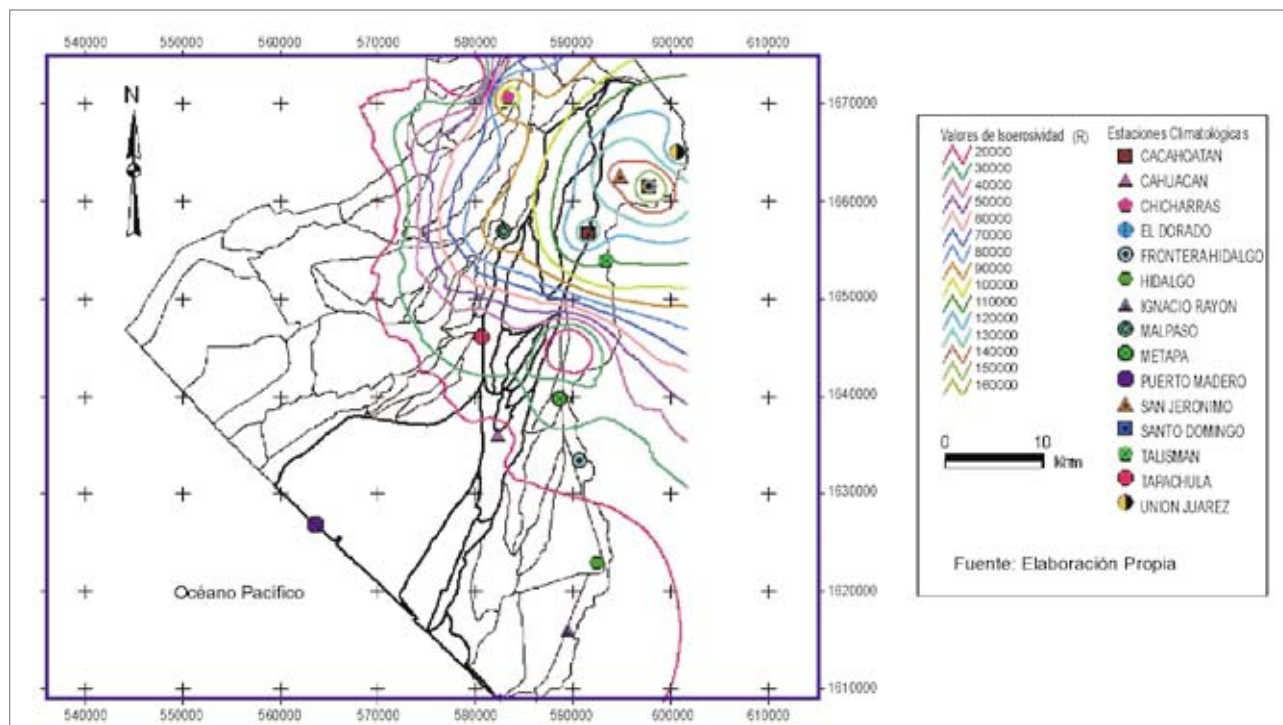 540000 550000 560000 570000 580000 590000 600000 610000
N
1670000
1660000
1650000
1640000
1630000
1620000
1610000
Océano Pacífico
540000 550000 560000 570000 580000 590000 600000 610000
Valores de Isoerosividad (R)
20000
30000
40000
50000
60000
70000
80000
90000
100000
110000
120000
130000
140000
150000
160000
0 10
Km
Estaciones Climatológicas
CACAHOATAN
CAHUACAN
CHICHARRAS
EL DORADO
FRONTERA HIDALGO
HIDALGO
IGNACIO RAYON
MALPASO
METAPA
PUERTO MADERO
SAN JERONIMO
SANTO DOMINGO
TALISMAN
TAPACHULA
UNION JUAREZ
Fuente: Elaboración Propia